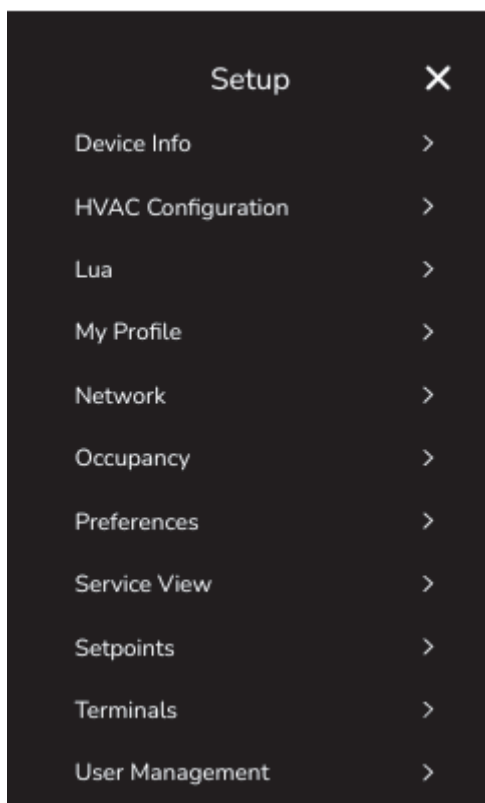 Setup
Device Info
HVAC Configuration
Lua
My Profile
Network
Occupancy
Preferences
Service View
Setpoints
Terminals
User Management